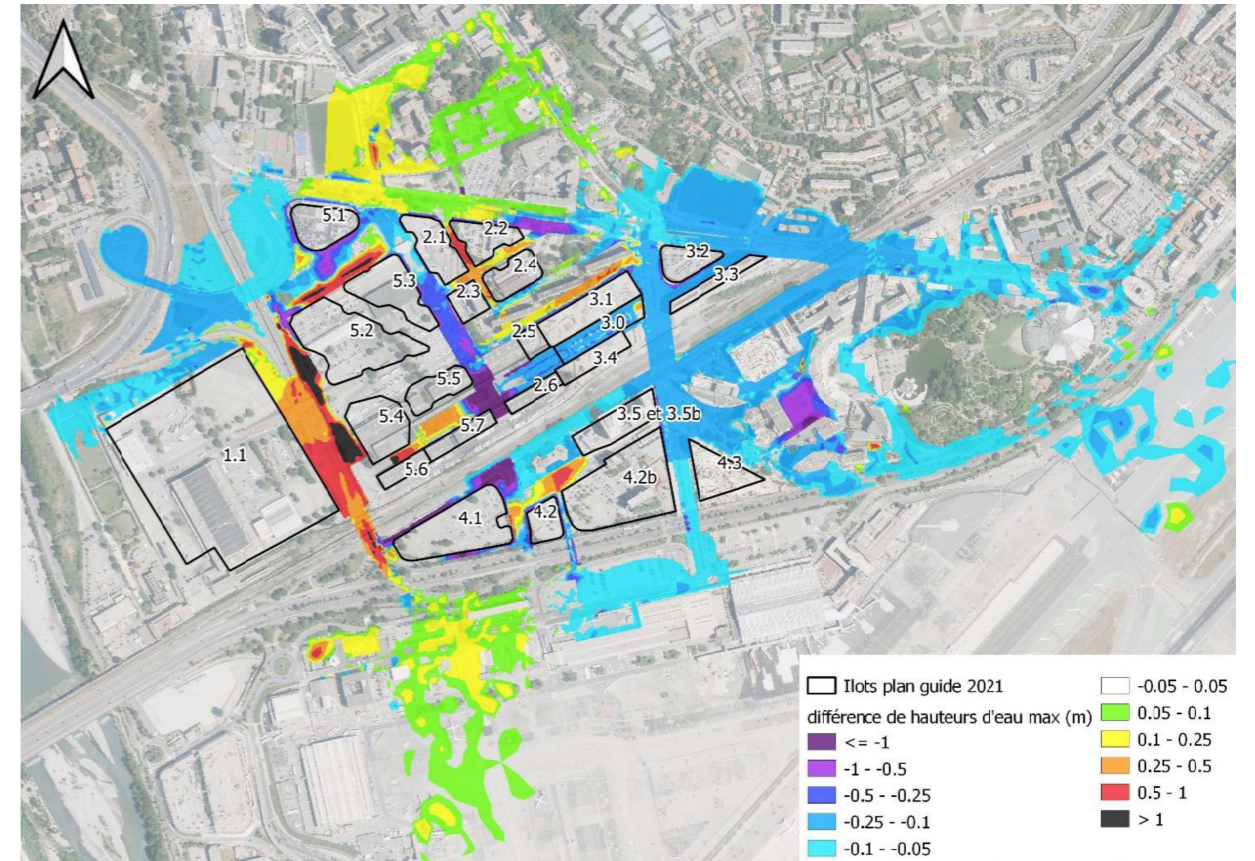 5.1
2.1
2.2
5.3
2.4
2.3
3.2
3.3
3.1
5.2
3.0
2.5
3.4
5.5
2.6
5.4
5.7
3.5 et 3.5b
1.1
5.6
4.3
4.2b
4.1
4.2
Ilots plan guide 2021
différence de hauteurs d'eau max (m)
<= -1
-1 - -0.5
-0.5 - -0.25
-0.25 - -0.1
-0.1 - -0.05
-0.05 - 0.05
0.05 - 0.1
0.1 - 0.25
0.25 - 0.5
0.5 - 1
> 1